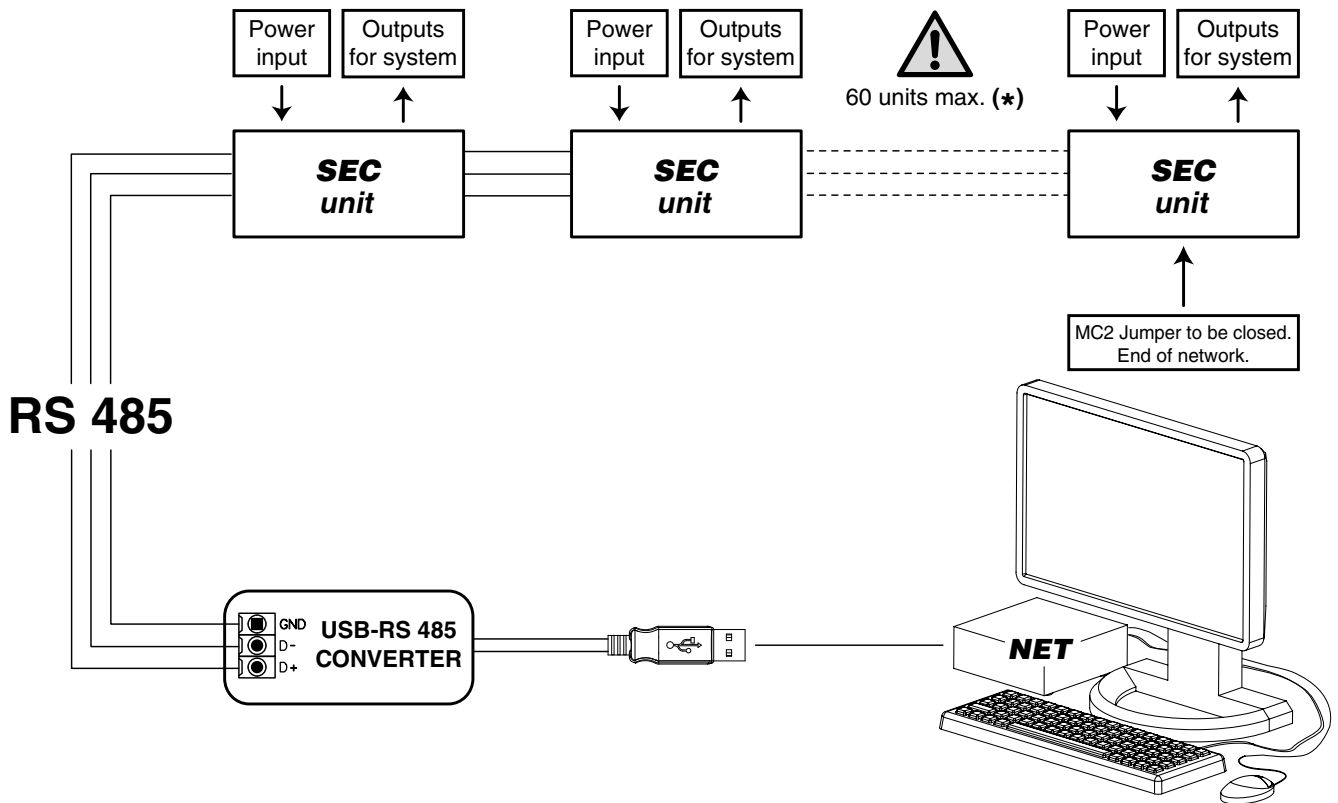 Power
input
Outputs
for system
Power
input
Outputs
for system
60 units max. (*)
Power
input
Outputs
for system
SEC
unit
SEC
unit
SEC
unit
MC2 Jumper to be closed.
End of network.
RS 485
GND
D-
D+
USB-RS 485
CONVERTER
NET